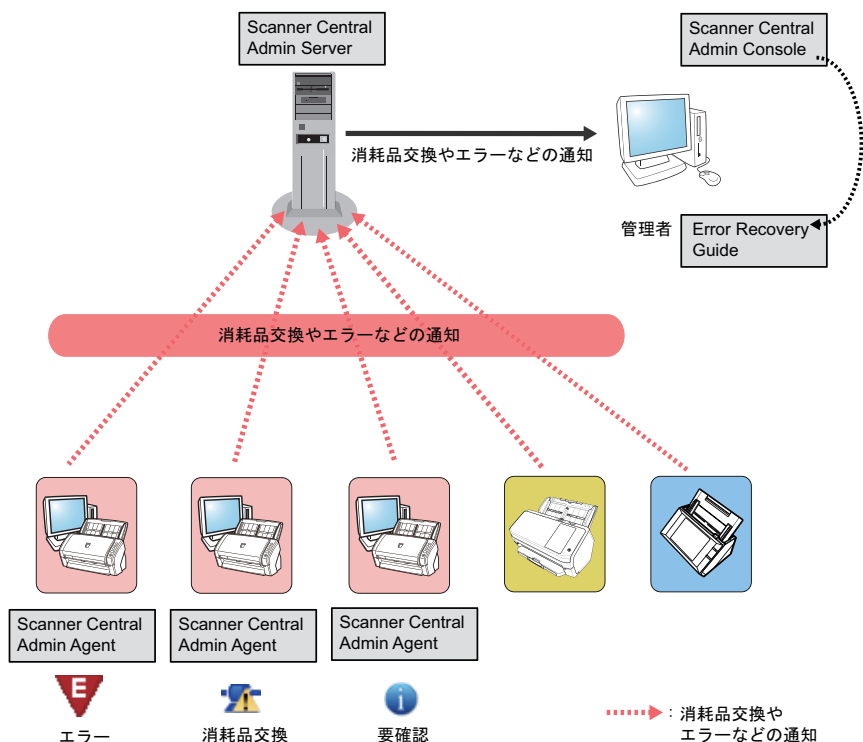 Scanner Central
Admin Server
Scanner Central
Admin Console
消耗品交換やエラーなどの通知
管理者
Error Recovery
Guide
消耗品交換やエラーなどの通知
Scanner Central
Admin Agent
Scanner Central
Admin Agent
Scanner Central
Admin Agent
E
エラー
消耗品交換
i
要確認
：消耗品交換や
エラーなどの通知